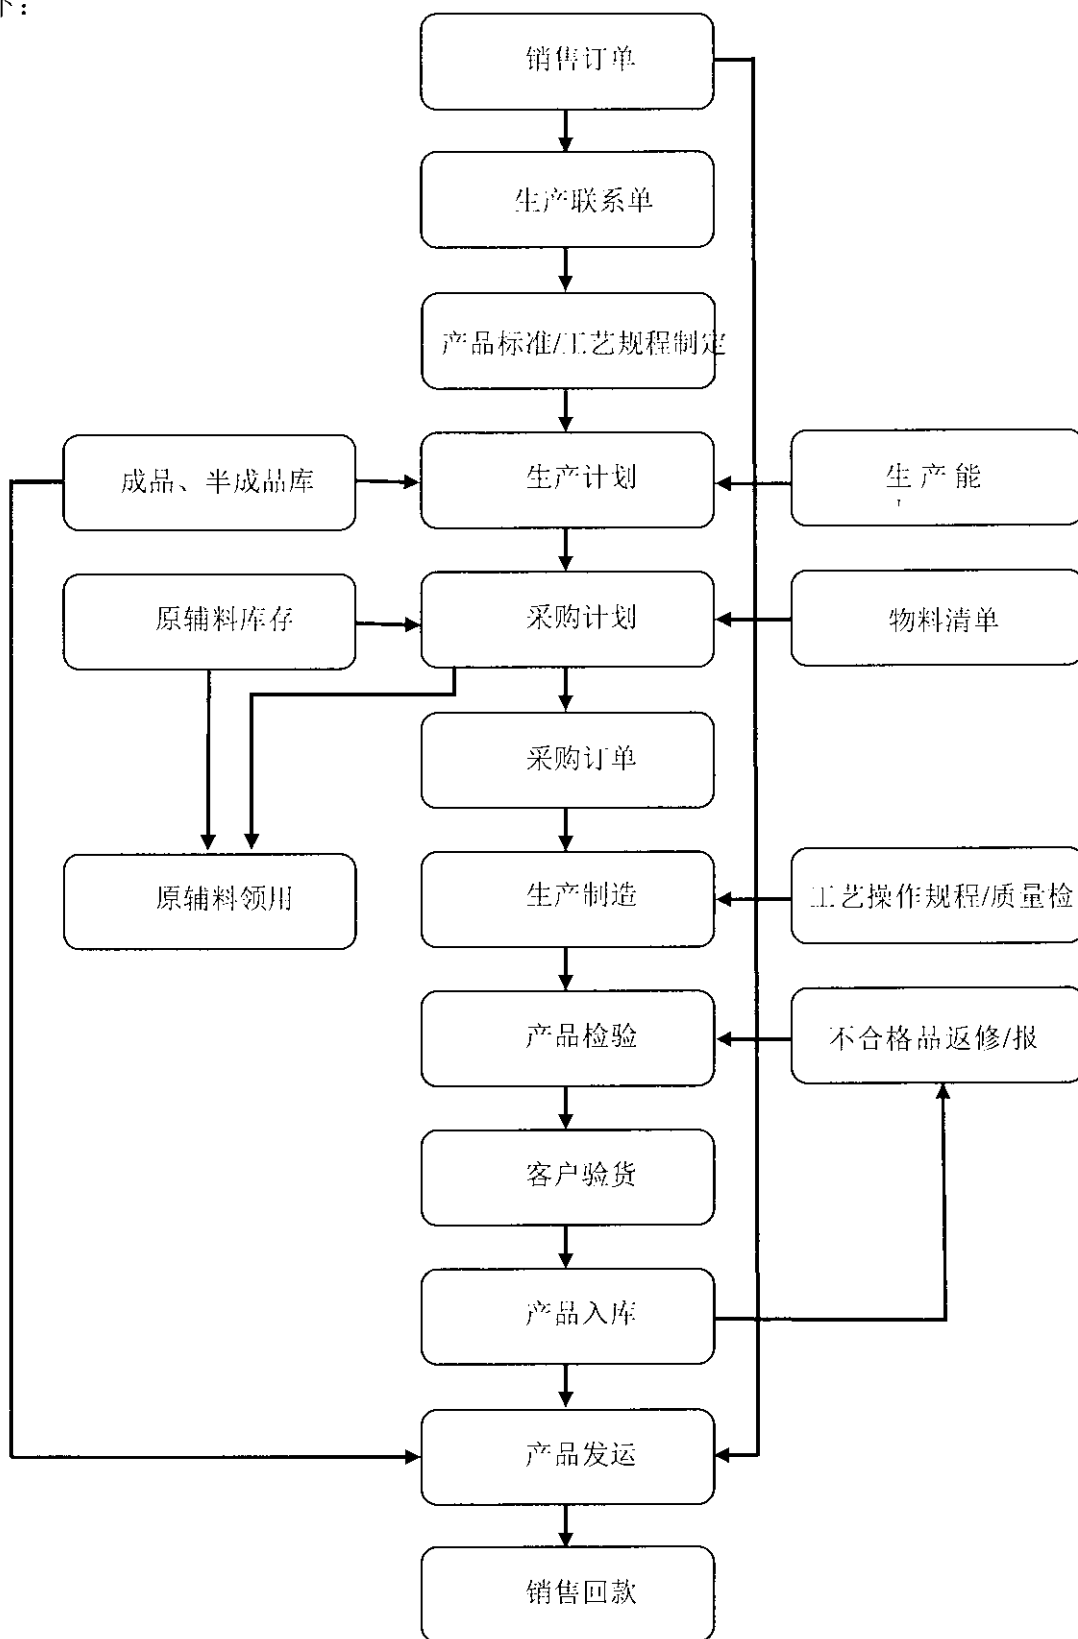 下：
销售订单
生产联系单
产品标准/工艺规程制定
成品、半成品库
生产计划
生产能
原辅料库存
采购计划
物料清单
采购订单
原辅料领用
生产制造
工艺操作规程/质量检
产品检验
不合格品返修/报
客户验货
产品入库
产品发运
销售回款